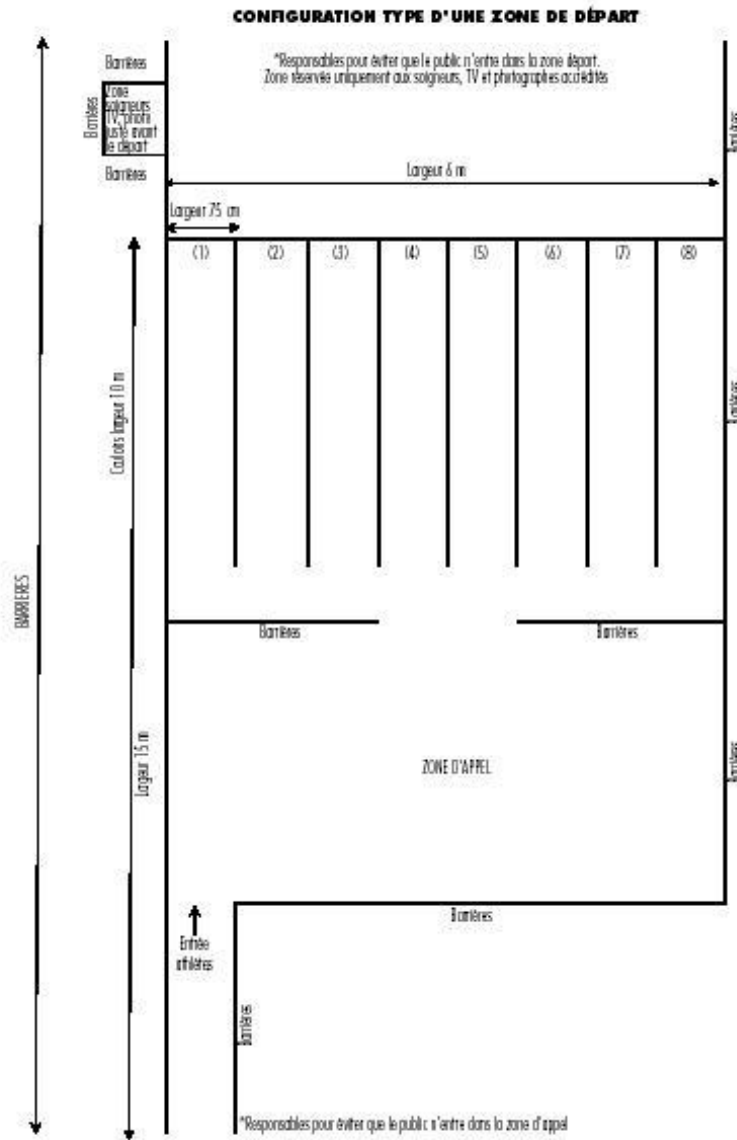 CONFIGURATION TYPE D'UNE ZONE DE DÉPART
*Responsables pour éviter que le public n'entre dans la zone départ.
Zone réservée uniquement aux soigneurs, TV et photographes accrédités
Barrières
Barrières
Zone
soigneurs
TV, photo
juste avant
le départ
Barrières
Barrières
Largeur 6 m
Largeur 75 cm
(1) (2) (3) (4) (5) (6) (7) (8)
Couloirs largeur 10 m
Barrières
BARRIERES
Barrières
Barrières
Largeur 15 m
ZONE D'APPEL
Barrières
Barrières
Entrée
athlètes
Barrières
*Responsables pour éviter que le public n'entre dans la zone d'appel